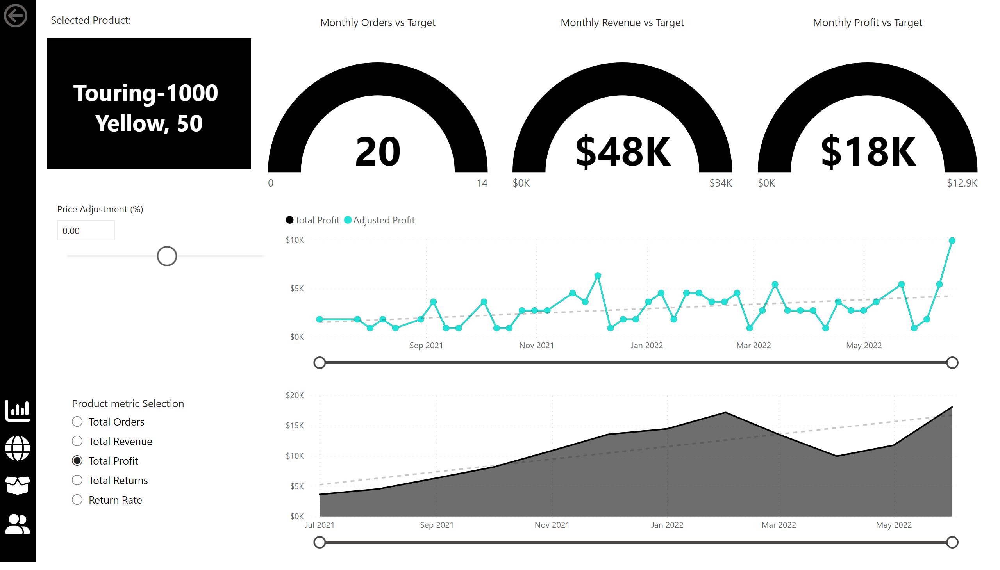 Selected Product:
Touring-1000
Yellow, 50
Monthly Orders vs Target
20
0
14
Monthly Revenue vs Target
$48K
$0K
$34K
Monthly Profit vs Target
$18K
$0K
$12.9K
Price Adjustment (%)
0.00
Total Profit
Adjusted Profit
$10K
$5K
$0K
Sep 2021
Nov 2021
Jan 2022
Mar 2022
May 2022
Product metric Selection
Total Orders
Total Revenue
Total Profit
Total Returns
Return Rate
$20K
$15K
$10K
$5K
$0K
Jul 2021
Sep 2021
Nov 2021
Jan 2022
Mar 2022
May 2022